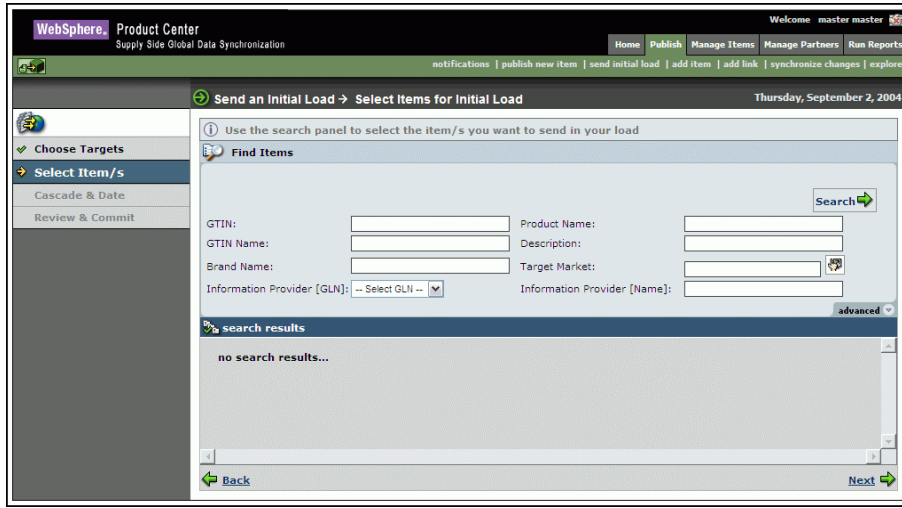 WebSphere. Product Center
Supply Side Global Data Synchronization
Welcome master master
Home Publish Manage Items Manage Partners Run Reports
notifications | publish new item | send initial load | add item | add link | synchronize changes | explore
Send an Initial Load → Select Items for Initial Load
Thursday, September 2, 2004
Choose Targets
Select Item/s
Cascade & Date
Review & Commit
Use the search panel to select the item/s you want to send in your load
Find Items
Search
GTIN: Product Name:
GTIN Name: Description:
Brand Name: Target Market:
Information Provider [GLN]: -- Select GLN -- Information Provider [Name]:
advanced
search results
no search results...
Back Next